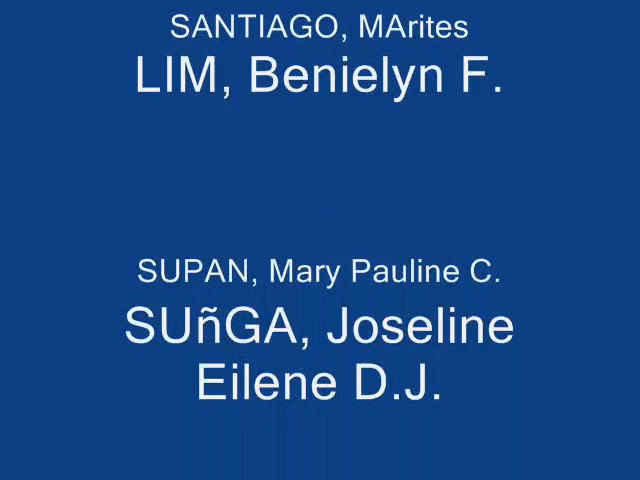 SANTIAGO, MArites
LIM, Benielyn F.
SUPAN, Mary Pauline C.
SUñGA, Joseline
Eilene D.J.